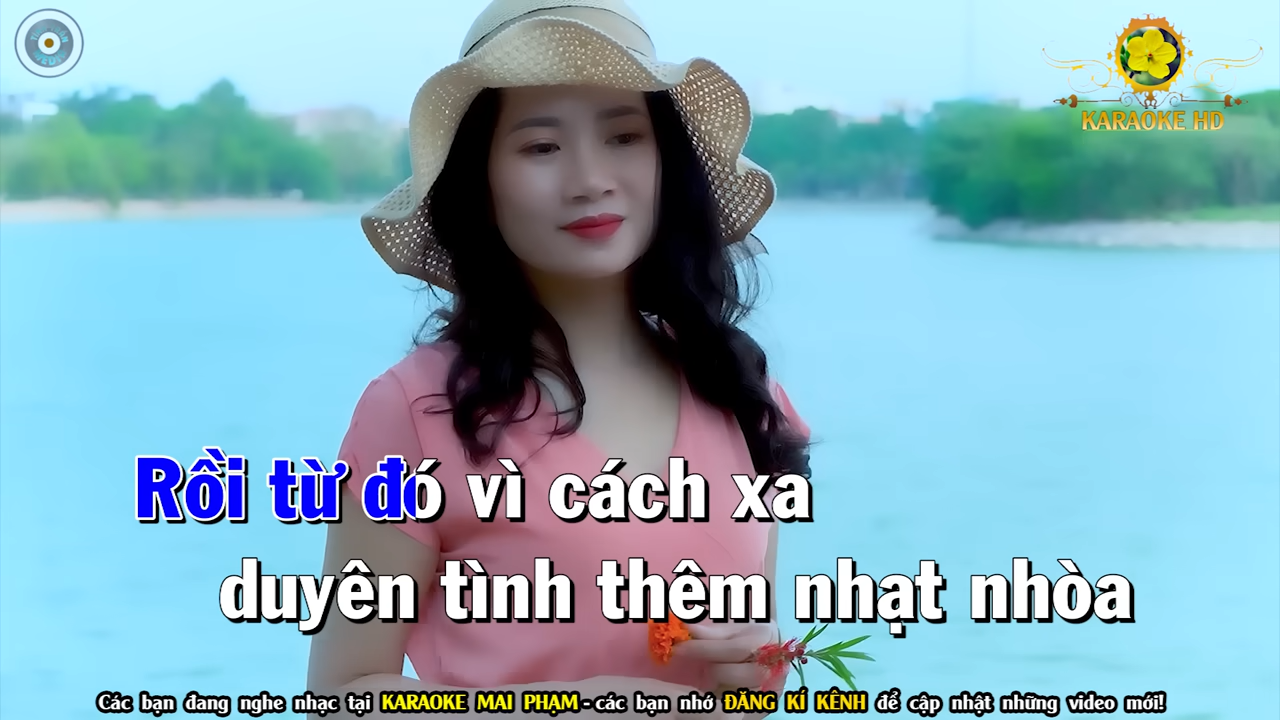 KARAOKE HD
Rồi từ đó vì cách xa
duyên tình thêm nhạt nhòa
Các bạn đang nghe nhạc tại KARAOKE MAI PHẠM - các bạn nhớ ĐĂNG KÍ KÊNH để cập nhật những video mới!